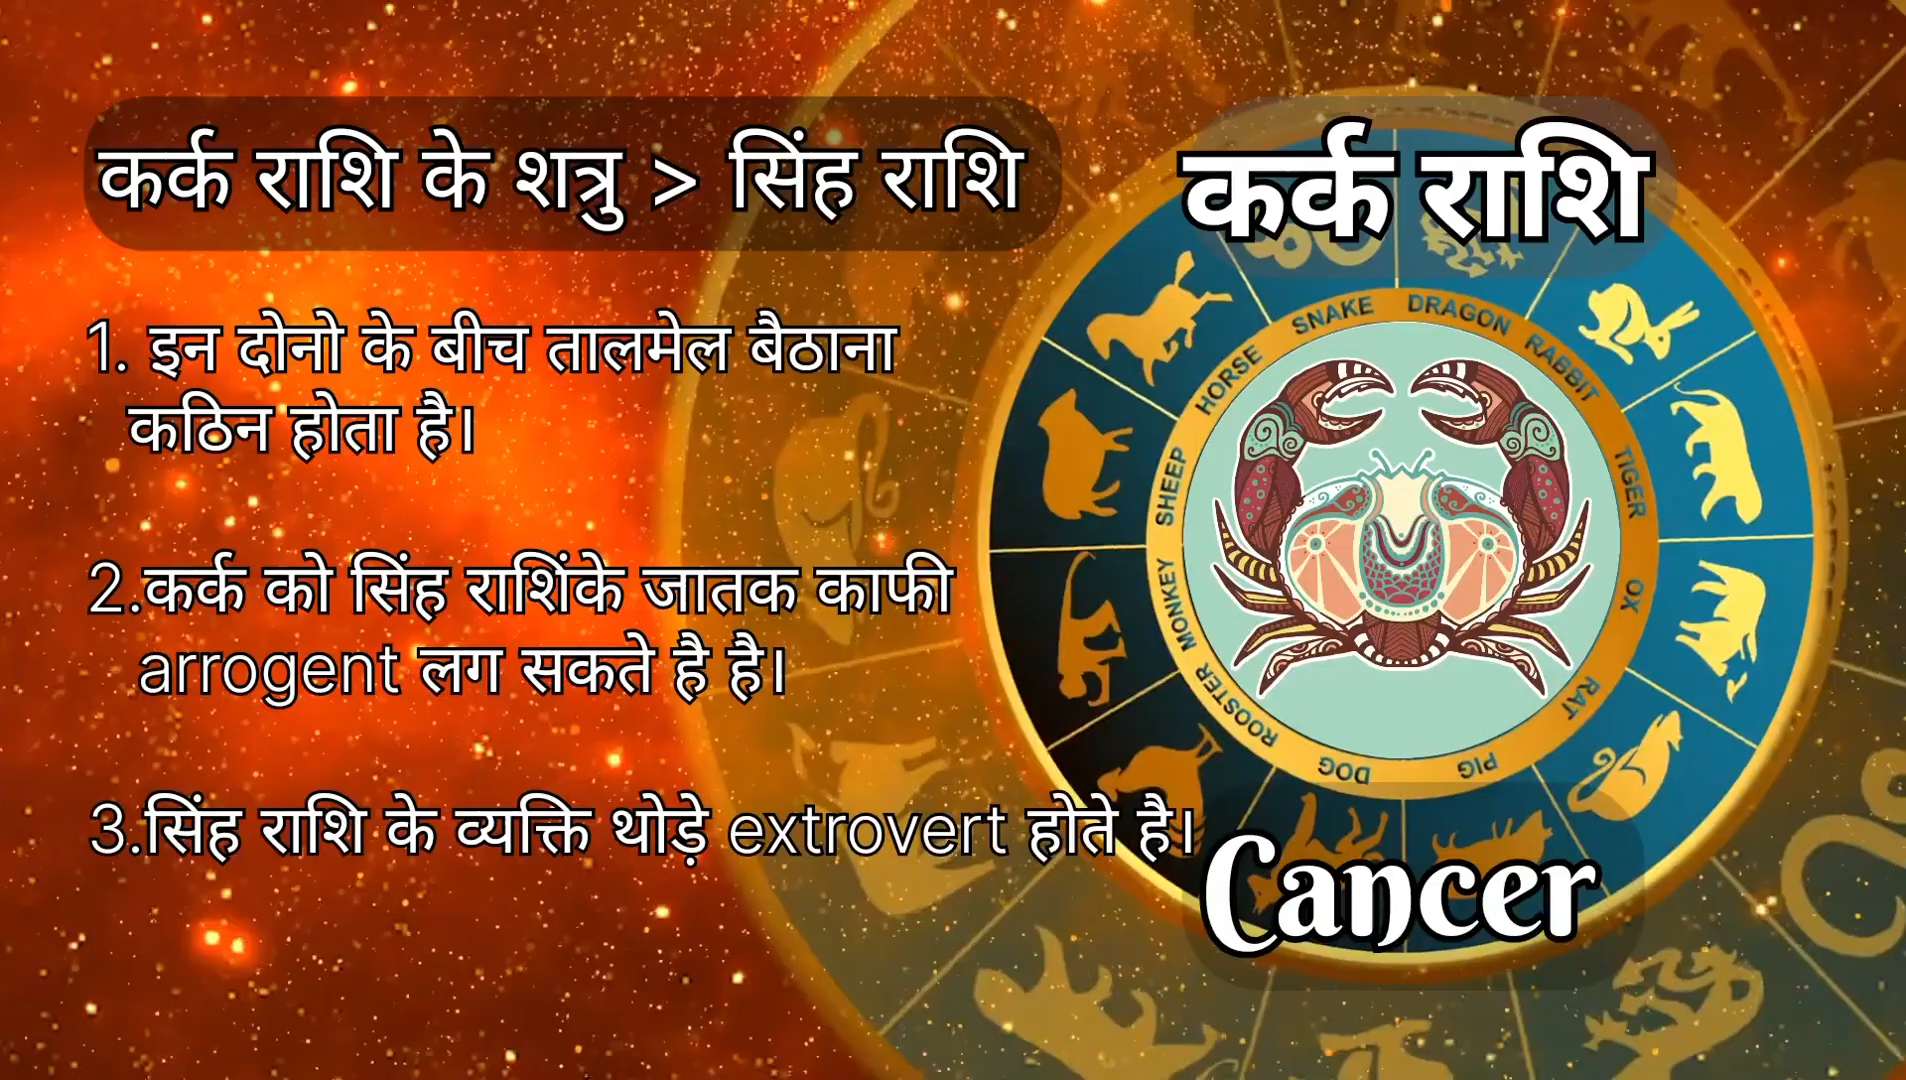 कर्क राशि के शत्रु > सिंह राशि
कर्क राशि
1. इन दोनो के बीच तालमेल बैठाना
कठिन होता है।
2.कर्क को सिंह राशिंके जातक काफी
arrogent लग सकते है है।
3.सिंह राशि के व्यक्ति थोड़े extrovert होते है।
SNAKE
DRAGON
RABBIT
TIGER
OX
RAT
PIG
DOG
ROOSTER
MONKEY
SHEEP
HORSE
Cancer